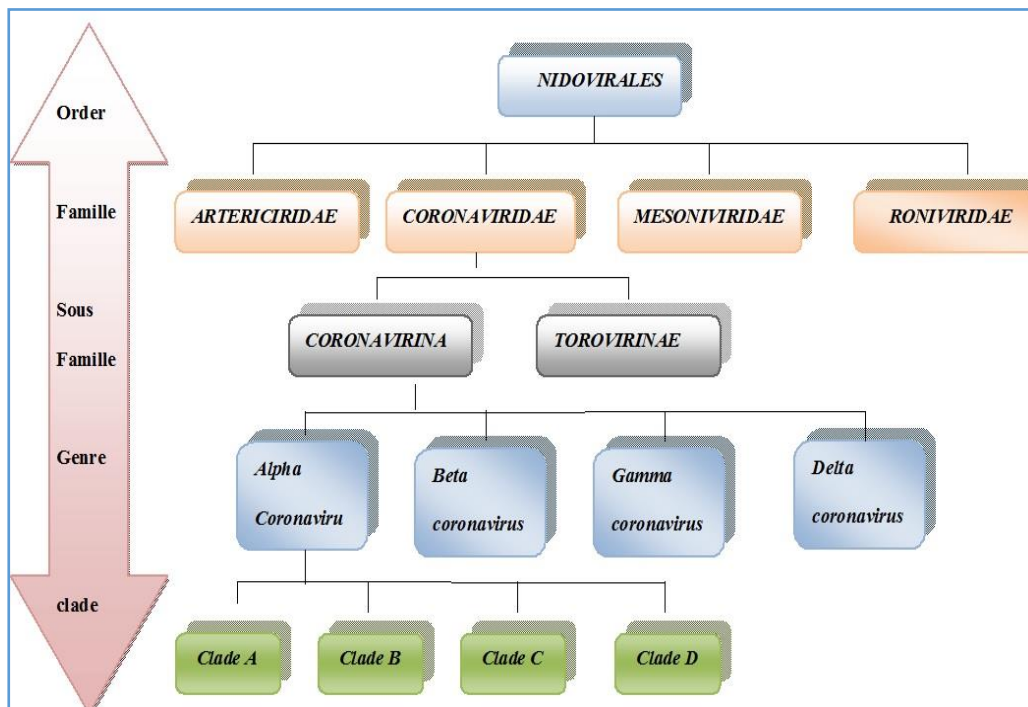 NIDOVIRALES
Order
Famille
ARTERICIRIDAE
CORONAVIRIDAE
MESONIVIRIDAE
RONIVIRIDAE
Sous
Famille
CORONAVIRINA
TOROVIRINAE
Genre
Alpha
Coronaviru
Beta
coronavirus
Gamma
coronavirus
Delta
coronavirus
clade
Clade A
Clade B
Clade C
Clade D